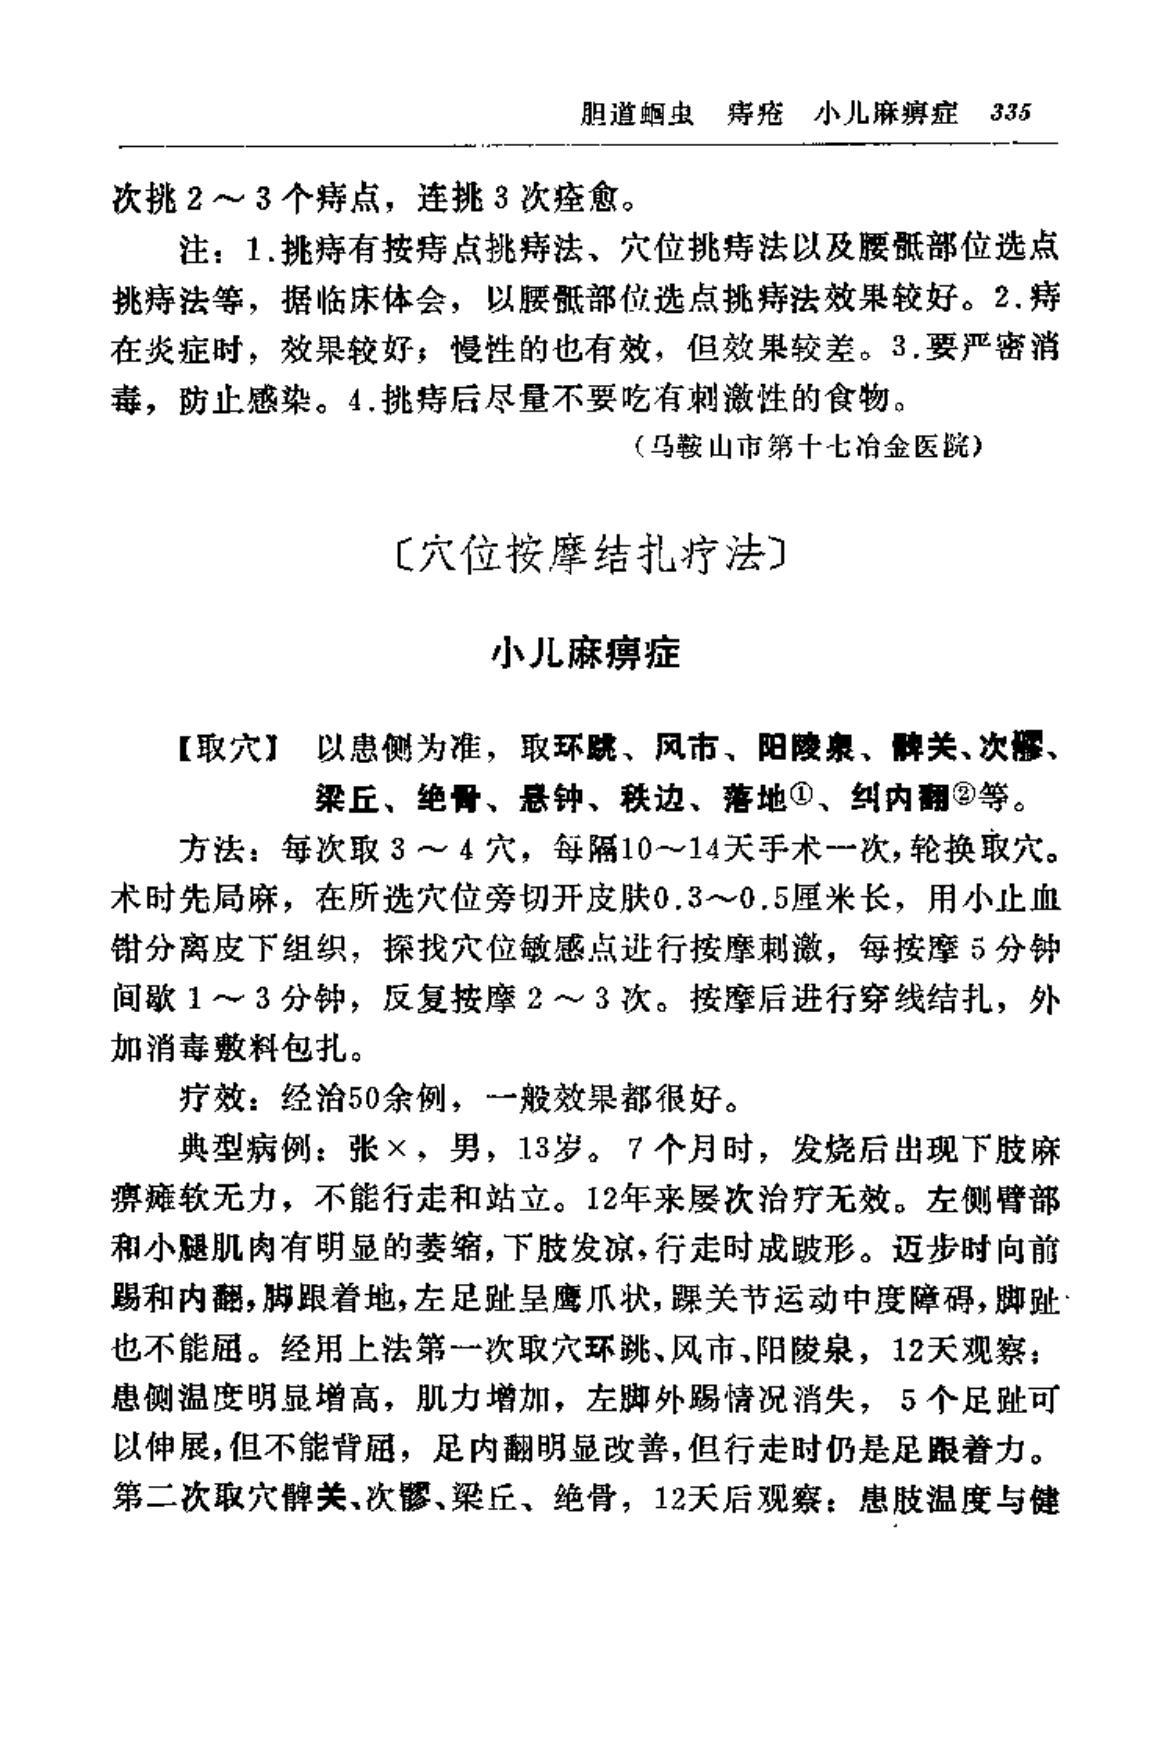 胆道蛔虫　痔疮　小儿麻痹症　335
次挑2～3个痔点，连挑3次痊愈。
注：1.挑痔有按痔点挑痔法、穴位挑痔法以及腰骶部位选点
挑痔法等，据临床体会，以腰骶部位选点挑痔法效果较好。2.痔
在炎症时，效果较好；慢性的也有效，但效果较差。3.要严密消
毒，防止感染。4.挑痔后尽量不要吃有刺激性的食物。
（马鞍山市第十七冶金医院）
〔穴位按摩结扎疗法〕
小儿麻痹症
【取穴】　以患侧为准，取环跳、风市、阳陵泉、髀关、次髎、
梁丘、绝骨、悬钟、秩边、落地①、纠内翻②等。
方法：每次取3～4穴，每隔10～14天手术一次，轮换取穴。
术时先局麻，在所选穴位旁切开皮肤0.3～0.5厘米长，用小止血
钳分离皮下组织，探找穴位敏感点进行按摩刺激，每按摩5分钟
间歇1～3分钟，反复按摩2～3次。按摩后进行穿线结扎，外
加消毒敷料包扎。
疗效：经治50余例，一般效果都很好。
典型病例：张×，男，13岁。7个月时，发烧后出现下肢麻
痹瘫软无力，不能行走和站立。12年来屡次治疗无效。左侧臂部
和小腿肌肉有明显的萎缩，下肢发凉，行走时成跛形。迈步时向前
踢和内翻，脚跟着地，左足趾呈鹰爪状，踝关节运动中度障碍，脚趾
也不能屈。经用上法第一次取穴环跳、风市、阳陵泉，12天观察：
患侧温度明显增高，肌力增加，左脚外踢情况消失，5个足趾可
以伸展，但不能背屈，足内翻明显改善，但行走时仍是足跟着力。
第二次取穴髀关、次髎、梁丘、绝骨，12天后观察：患肢温度与健